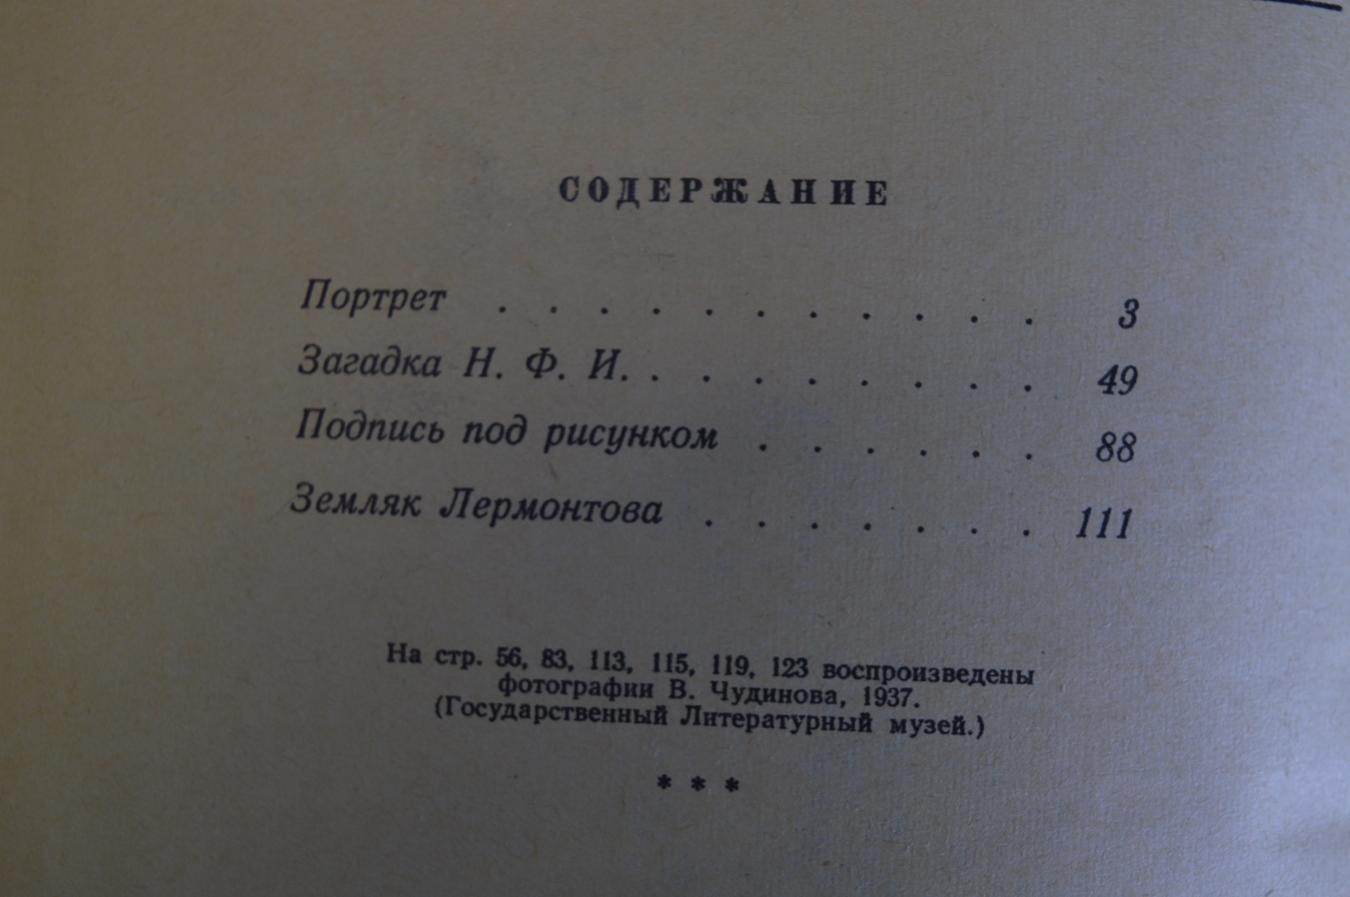 СОДЕРЖАНИЕ
Портрет . . . . . . . . . . . 3
Загадка Н. Ф. И. . . . . . . . . 49
Подпись под рисунком . . . . . . 88
Земляк Лермонтова . . . . . . . 111
На стр. 56, 83, 113, 115, 119, 123 воспроизведены
фотографии В. Чудинова, 1937.
(Государственный Литературный музей.)
* * *